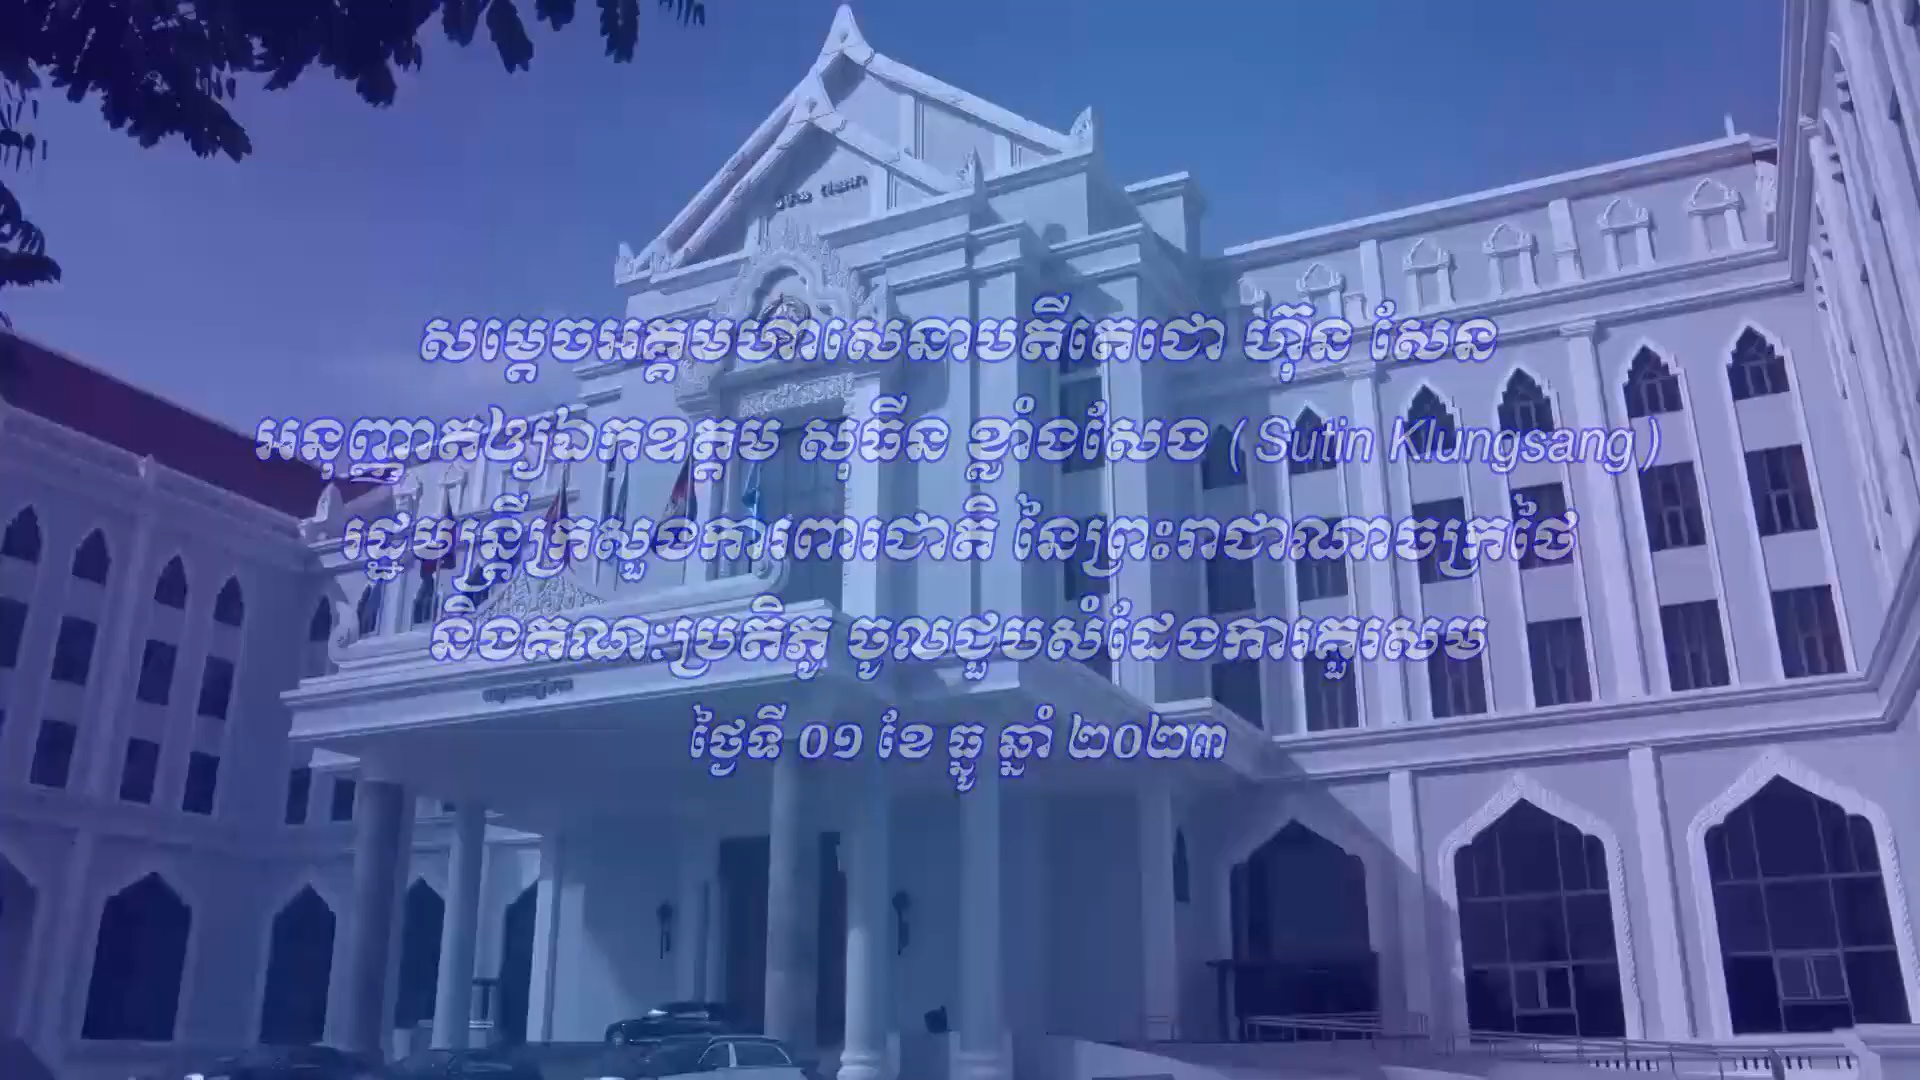 សម្តេចអគ្គមហាសេនាបតីតេជោ ហ៊ុន សែន
អនុញ្ញាតឲ្យឯកឧត្តម សុធីន ខ្លាំងសែង ( Sutin Klungsang )
រដ្ឋមន្ត្រីក្រសួងការពារជាតិ នៃព្រះរាជាណាចក្រថៃ
និងគណៈប្រតិភូ ចូលជួបសំដែងការគួរសម
ថ្ងៃទី ០១ ខែ ធ្នូ ឆ្នាំ ២០២៣